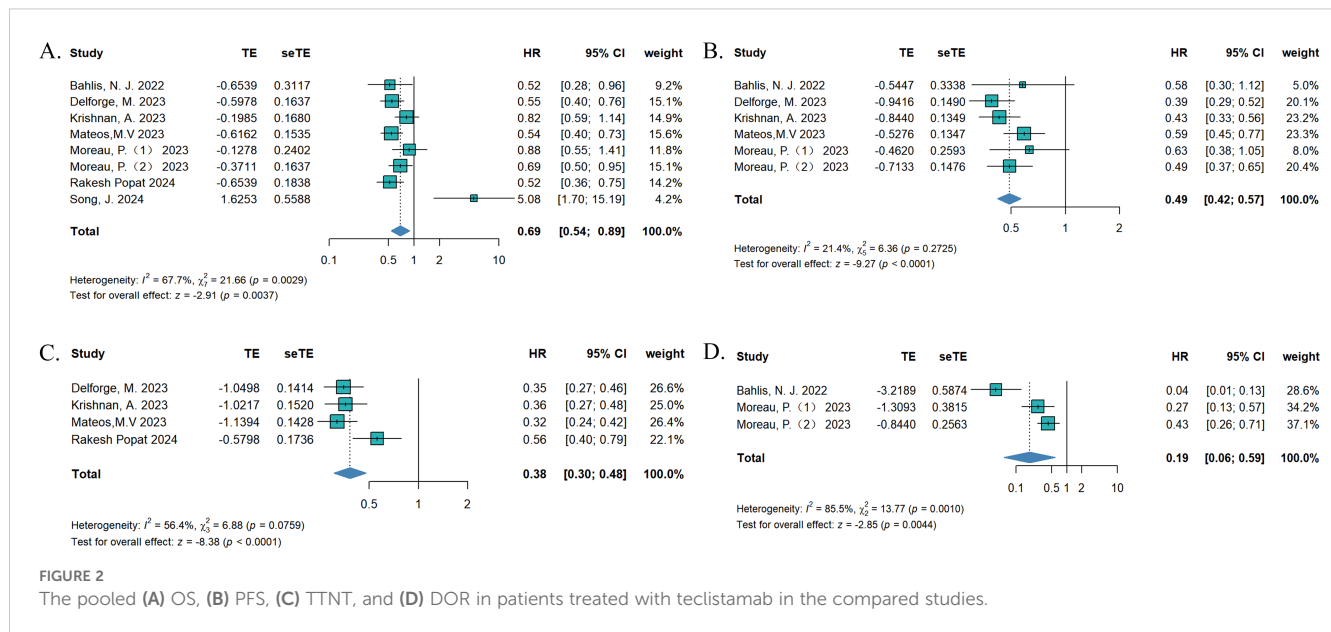 A.
Study TE seTE HR 95% CI weight
Bahlis, N. J. 2022 -0.6539 0.3117 0.52 [0.28; 0.96] 9.2%
Delforge, M. 2023 -0.5978 0.1637 0.55 [0.40; 0.76] 15.1%
Krishnan, A. 2023 -0.1985 0.1680 0.82 [0.59; 1.14] 14.9%
Mateos,M.V 2023 -0.6162 0.1535 0.54 [0.40; 0.73] 15.6%
Moreau, P.（1）2023 -0.1278 0.2402 0.88 [0.55; 1.41] 11.8%
Moreau, P.（2）2023 -0.3711 0.1637 0.69 [0.50; 0.95] 15.1%
Rakesh Popat 2024 -0.6539 0.1838 0.52 [0.36; 0.75] 14.2%
Song, J. 2024 1.6253 0.5588 5.08 [1.70; 15.19] 4.2%
Total 0.69 [0.54; 0.89] 100.0%
0.1 0.5 1 2 10
Heterogeneity: I² = 67.7%, χ²₇ = 21.66 (p = 0.0029)
Test for overall effect: z = -2.91 (p = 0.0037)
B.
Study TE seTE HR 95% CI weight
Bahlis, N. J. 2022 -0.5447 0.3338 0.58 [0.30; 1.12] 5.0%
Delforge, M. 2023 -0.9416 0.1490 0.39 [0.29; 0.52] 20.1%
Krishnan, A. 2023 -0.8440 0.1349 0.43 [0.33; 0.56] 23.2%
Mateos,M.V 2023 -0.5276 0.1347 0.59 [0.45; 0.77] 23.3%
Moreau, P.（1）2023 -0.4620 0.2593 0.63 [0.38; 1.05] 8.0%
Moreau, P.（2）2023 -0.7133 0.1476 0.49 [0.37; 0.65] 20.4%
Total 0.49 [0.42; 0.57] 100.0%
0.5 1 2
Heterogeneity: I² = 21.4%, χ²₅ = 6.36 (p = 0.2725)
Test for overall effect: z = -9.27 (p < 0.0001)
C.
Study TE seTE HR 95% CI weight
Delforge, M. 2023 -1.0498 0.1414 0.35 [0.27; 0.46] 26.6%
Krishnan, A. 2023 -1.0217 0.1520 0.36 [0.27; 0.48] 25.0%
Mateos,M.V 2023 -1.1394 0.1428 0.32 [0.24; 0.42] 26.4%
Rakesh Popat 2024 -0.5798 0.1736 0.56 [0.40; 0.79] 22.1%
Total 0.38 [0.30; 0.48] 100.0%
0.5 1 2
Heterogeneity: I² = 56.4%, χ²₃ = 6.88 (p = 0.0759)
Test for overall effect: z = -8.38 (p < 0.0001)
D.
Study TE seTE HR 95% CI weight
Bahlis, N. J. 2022 -3.2189 0.5874 0.04 [0.01; 0.13] 28.6%
Moreau, P.（1）2023 -1.3093 0.3815 0.27 [0.13; 0.57] 34.2%
Moreau, P.（2）2023 -0.8440 0.2563 0.43 [0.26; 0.71] 37.1%
Total 0.19 [0.06; 0.59] 100.0%
0.1 0.5 1 2 10
Heterogeneity: I² = 85.5%, χ²₂ = 13.77 (p = 0.0010)
Test for overall effect: z = -2.85 (p = 0.0044)
FIGURE 2
The pooled (A) OS, (B) PFS, (C) TTNT, and (D) DOR in patients treated with teclistamab in the compared studies.